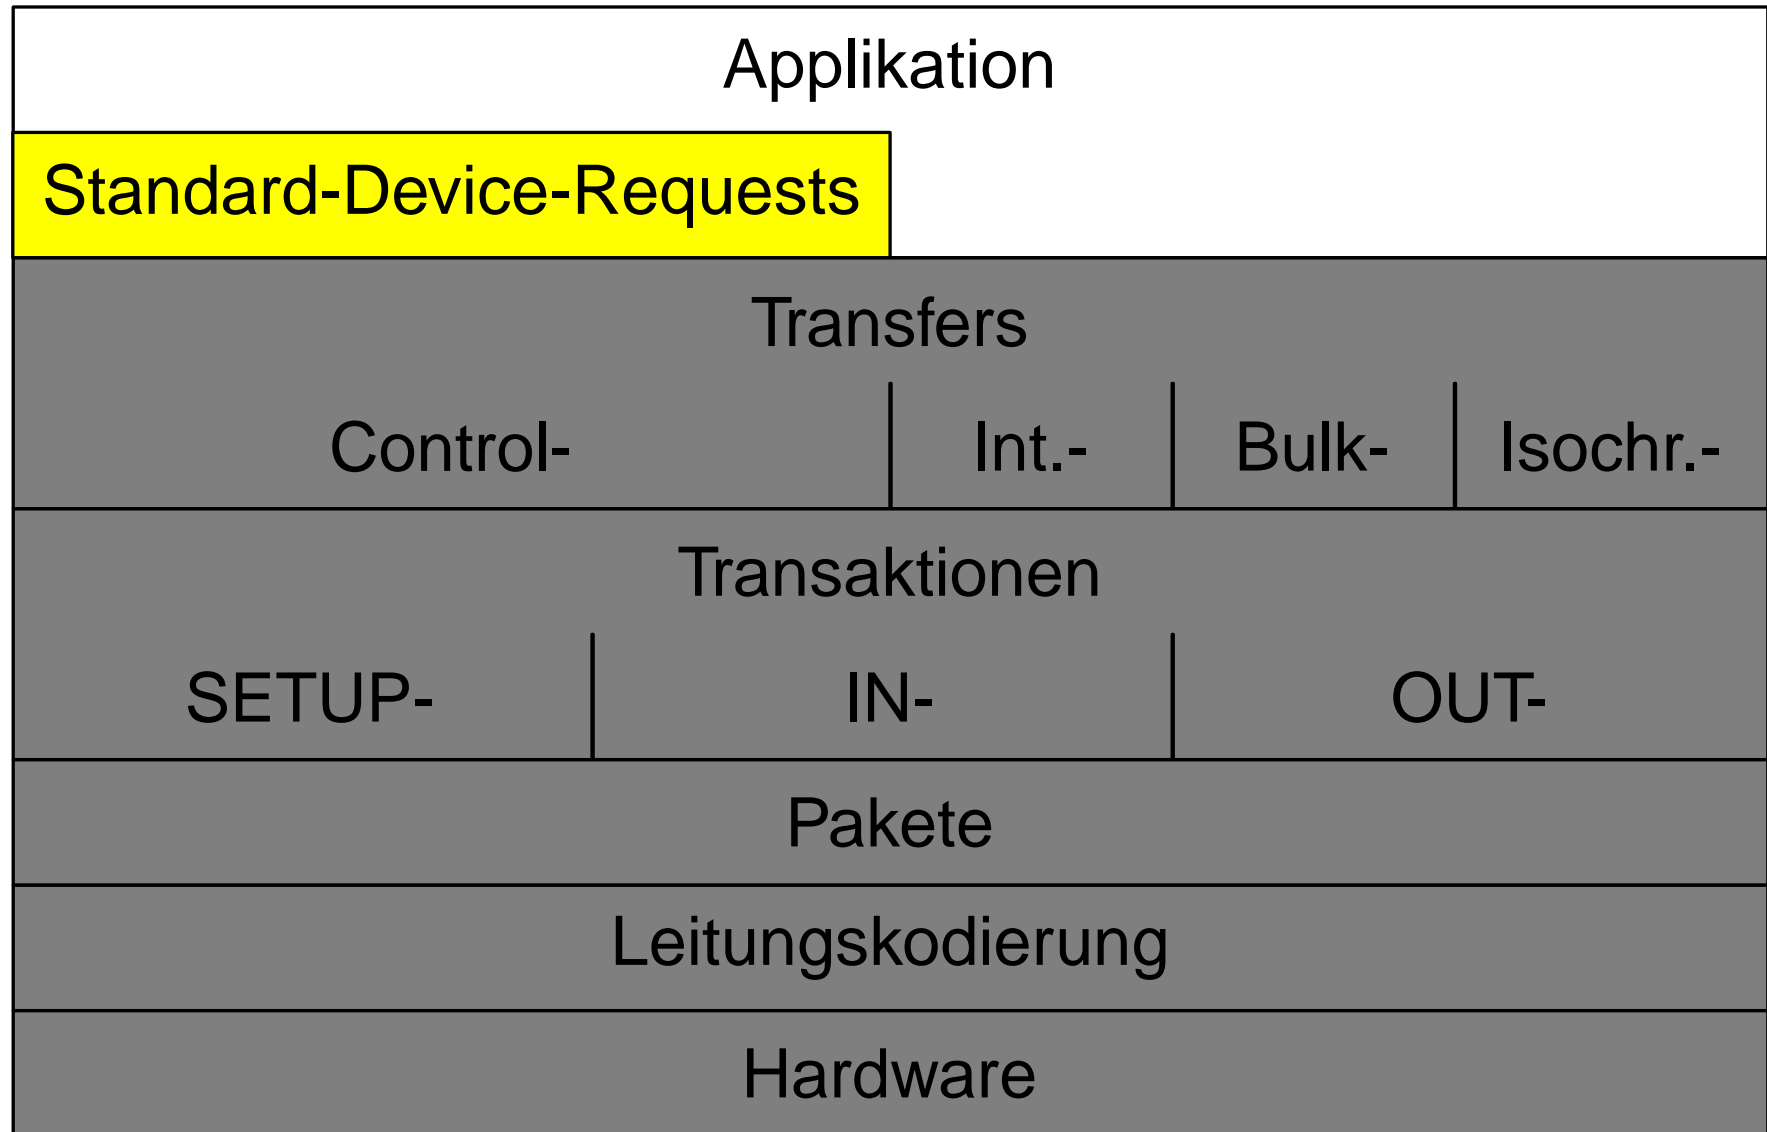 Applikation
Standard-Device-Requests
Transfers
Control- Int.- Bulk- Isochr.-
Transaktionen
SETUP- IN- OUT-
Pakete
Leitungskodierung
Hardware